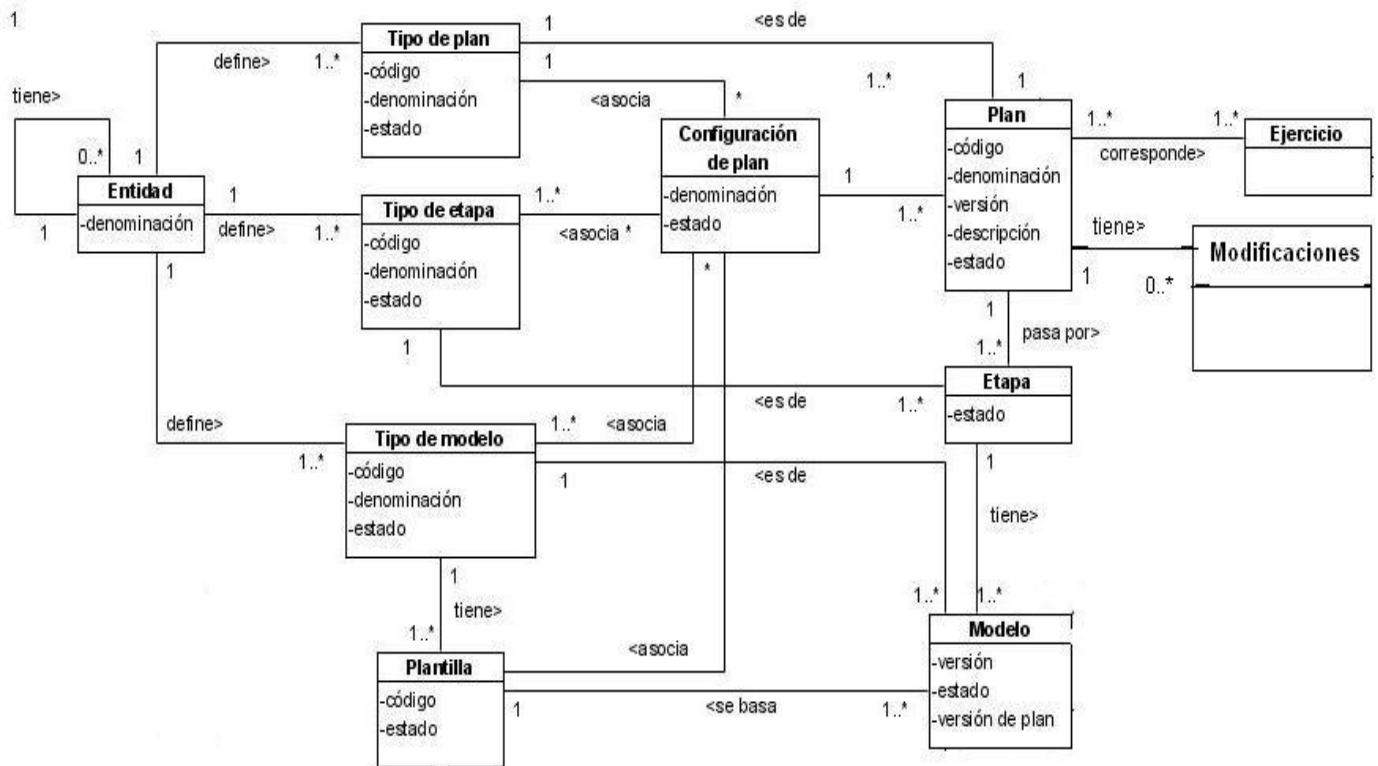 1
1
<es de
1
Tipo de plan
define>
1..*
-código
-denominación
-estado
1
<asocia
*
1..*
1
tiene>
0..*
1
Entidad
-denominación
1
Configuración
de plan
-denominación
-estado
Plan
-código
-denominación
-versión
-descripción
-estado
1..*
1..*
corresponde>
Ejercicio
1
define>
1..*
Tipo de etapa
-código
-denominación
-estado
1..*
<asocia *
1
1..*
tiene>
1
0..*
Modificaciones
1
*
1
pasa por>
1..*
Etapa
-estado
1
<es de
1..*
define>
1..*
Tipo de modelo
-código
-denominación
-estado
1..*
<asocia
1
<es de
1
tiene>
1..*
1..*
Modelo
-versión
-estado
-versión de plan
1
tiene>
1..*
Plantilla
-código
-estado
<asocia
1
<se basa
1..*